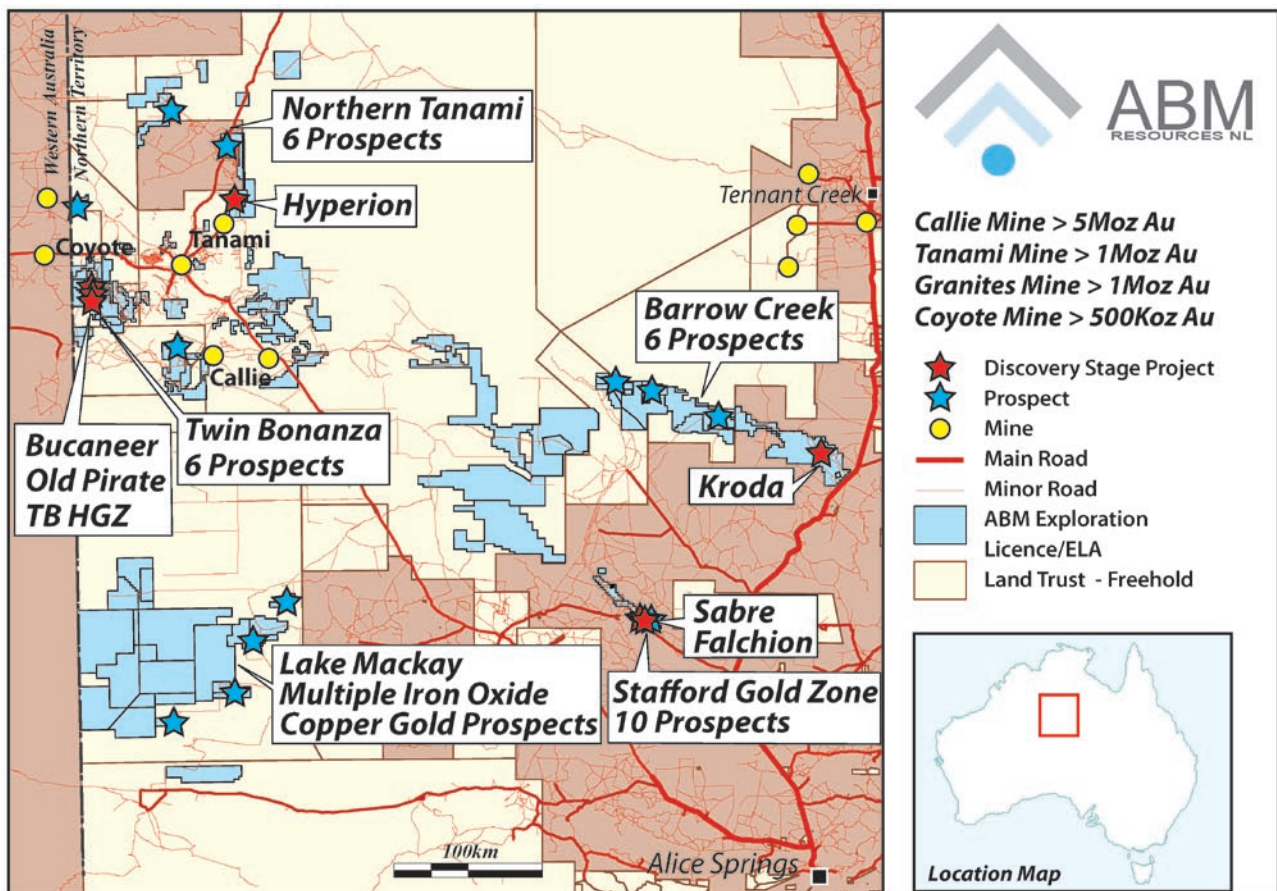 Western Australia
Northern Territory
Northern Tanami
6 Prospects
Hyperion
Tanami
Coyote
Callie
Bucaneer
Old Pirate
TB HGZ
Twin Bonanza
6 Prospects
Tennant Creek
Barrow Creek
6 Prospects
Kroda
Sabre
Falchion
Stafford Gold Zone
10 Prospects
Lake Mackay
Multiple Iron Oxide
Copper Gold Prospects
100km
Alice Springs
ABM
RESOURCES NL
Callie Mine > 5Moz Au
Tanami Mine > 1Moz Au
Granites Mine > 1Moz Au
Coyote Mine > 500Koz Au
Discovery Stage Project
Prospect
Mine
Main Road
Minor Road
ABM Exploration
Licence/ELA
Land Trust - Freehold
Location Map